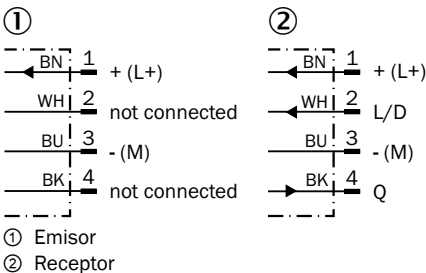 ① ②
BN 1 + (L+) BN 1 + (L+)
WH 2 not connected WH 2 L/D
BU 3 - (M) BU 3 - (M)
BK 4 not connected BK 4 Q
① Emisor
② Receptor